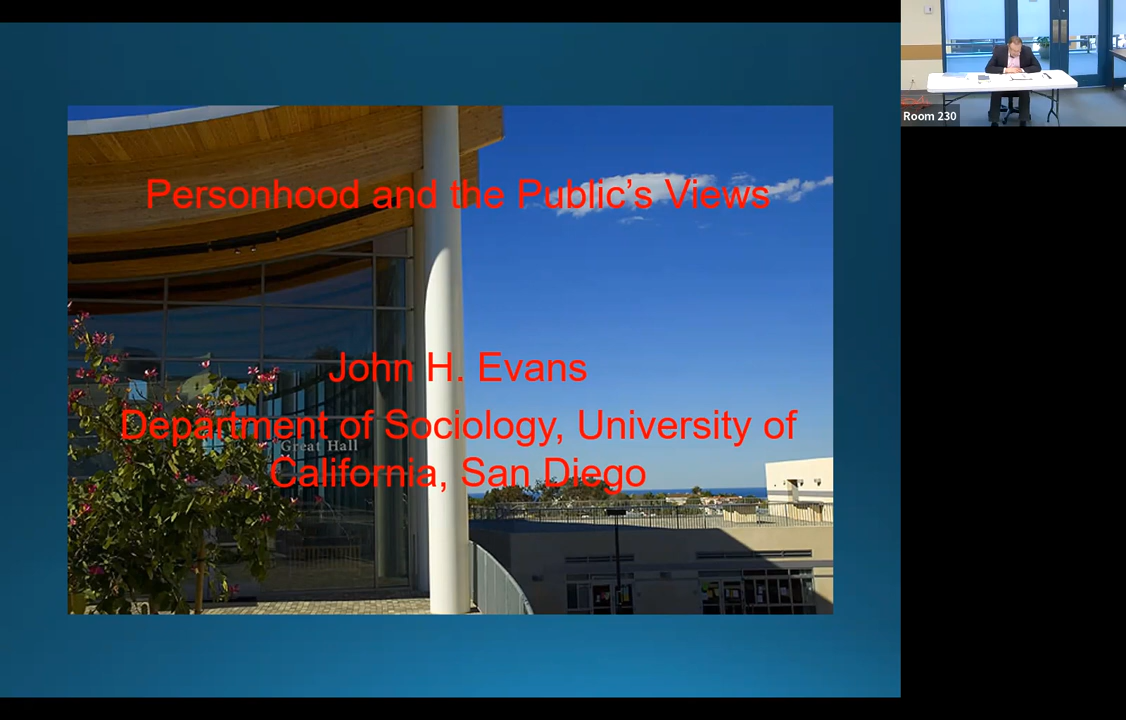 Personhood and the Public’s Views
John H. Evans
Department of Sociology, University of
California, San Diego
Great Hall
Room 230